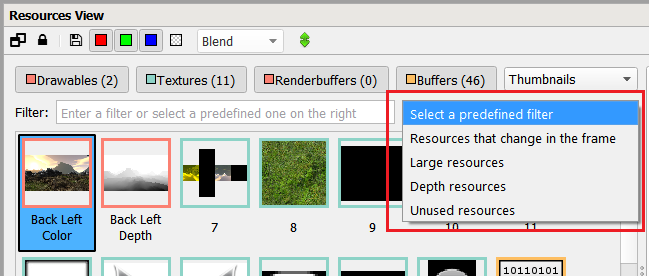 Resources View
Blend
Drawables (2)
Textures (11)
Renderbuffers (0)
Buffers (46)
Thumbnails
Filter:
Enter a filter or select a predefined one on the right
Select a predefined filter
Resources that change in the frame
Large resources
Depth resources
Unused resources
Back Left
Color
Back Left
Depth
7
8
9
10
11
10110101